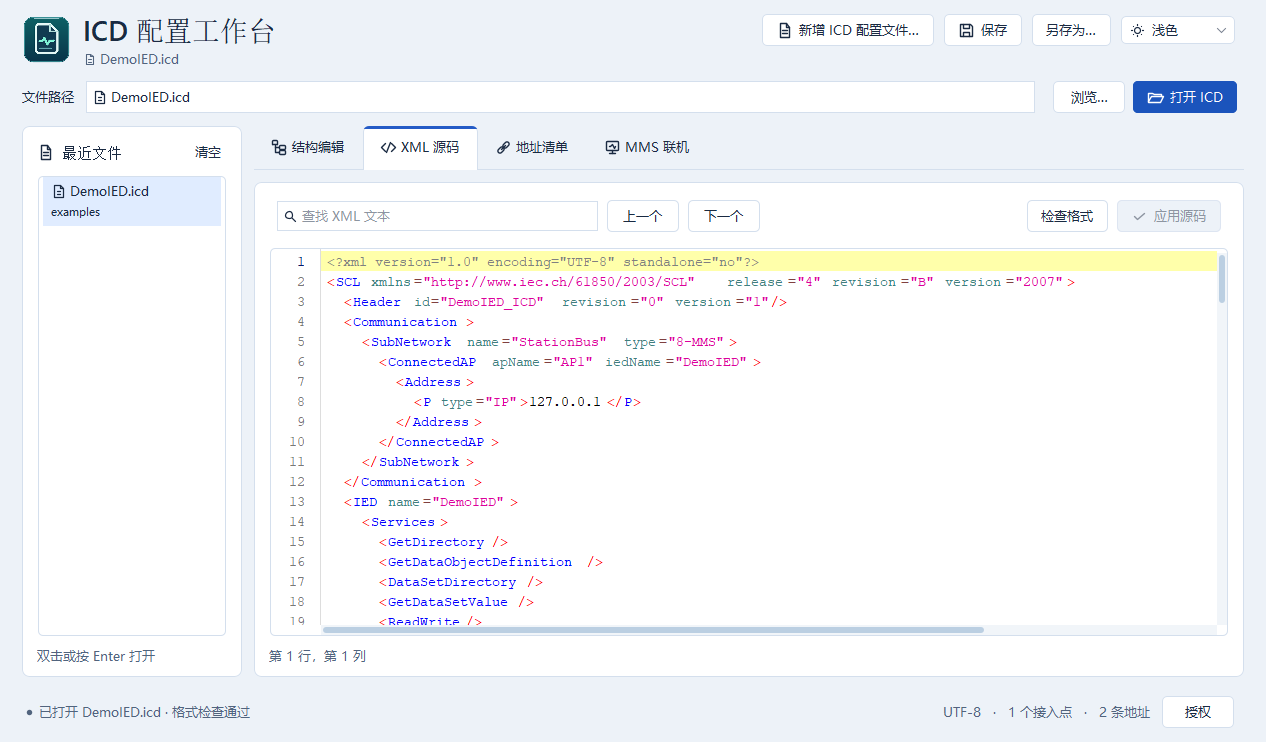 ICD 配置工作台
DemoIED.icd
新增 ICD 配置文件...
保存
另存为...
浅色
文件路径
DemoIED.icd
浏览...
打开 ICD
最近文件
清空
DemoIED.icd
examples
双击或按 Enter 打开
结构编辑
XML 源码
地址清单
MMS 联机
查找 XML 文本
上一个
下一个
检查格式
应用源码
1 <?xml version="1.0" encoding="UTF-8" standalone="no"?>
2 <SCL xmlns="http://www.iec.ch/61850/2003/SCL" release="4" revision="B" version="2007">
3 <Header id="DemoIED_ICD" revision="0" version="1"/>
4 <Communication>
5 <SubNetwork name="StationBus" type="8-MMS">
6 <ConnectedAP apName="AP1" iedName="DemoIED">
7 <Address>
8 <P type="IP">127.0.0.1</P>
9 </Address>
10 </ConnectedAP>
11 </SubNetwork>
12 </Communication>
13 <IED name="DemoIED">
14 <Services>
15 <GetDirectory />
16 <GetDataObjectDefinition />
17 <DataSetDirectory />
18 <GetDataSetValue />
19 <ReadWrite />
第 1 行，第 1 列
已打开 DemoIED.icd · 格式检查通过
UTF-8 · 1 个接入点 · 2 条地址
授权